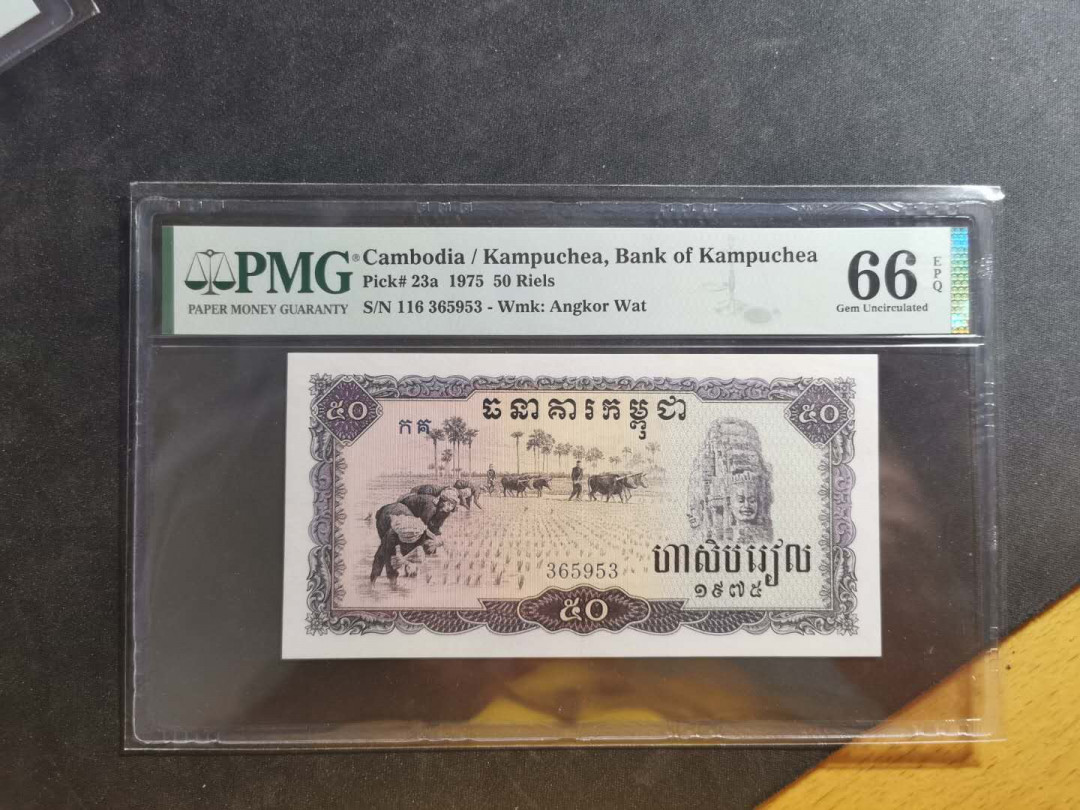 PMG®
PAPER MONEY GUARANTY
Cambodia / Kampuchea, Bank of Kampuchea
Pick# 23a 1975 50 Riels
S/N 116 365953 - Wmk: Angkor Wat
66
EPQ
Gem Uncirculated
៥០
ធនាគារកម្ពុជា
៥០
កគ
365953
ហាសិបរៀល
១៩៧៥
៥០